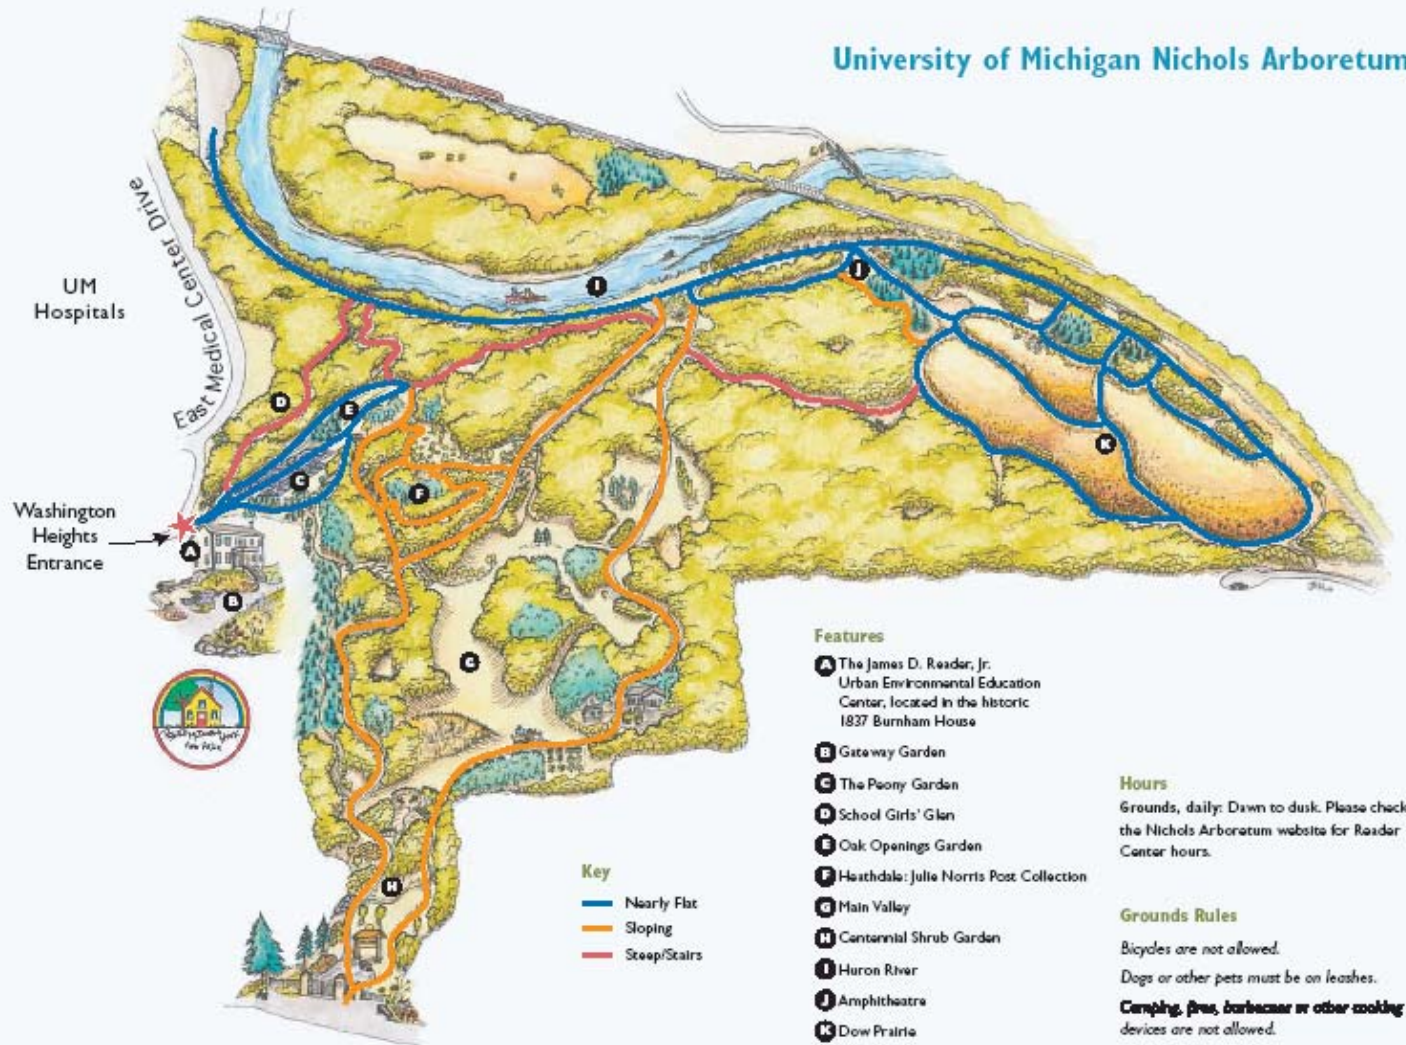 University of Michigan Nichols Arboretum
UM
Hospitals
East Medical Center Drive
Washington
Heights
Entrance
A
B
C
D
E
F
G
H
I
J
K
Key
Nearly Flat
Sloping
Steep/Stairs
Features
A The James D. Reader, Jr.
Urban Environmental Education
Center, located in the historic
1837 Burnham House
B Gateway Garden
C The Peony Garden
D School Girls' Glen
E Oak Openings Garden
F Heathdale: Julie Norris Post Collection
G Main Valley
H Centennial Shrub Garden
I Huron River
J Amphitheatre
K Dow Prairie
Hours
Grounds, daily: Dawn to dusk. Please check
the Nichols Arboretum website for Reader
Center hours.
Grounds Rules
Bicycles are not allowed.
Dogs or other pets must be on leashes.
Camping, fires, barbecues or other cooking
devices are not allowed.